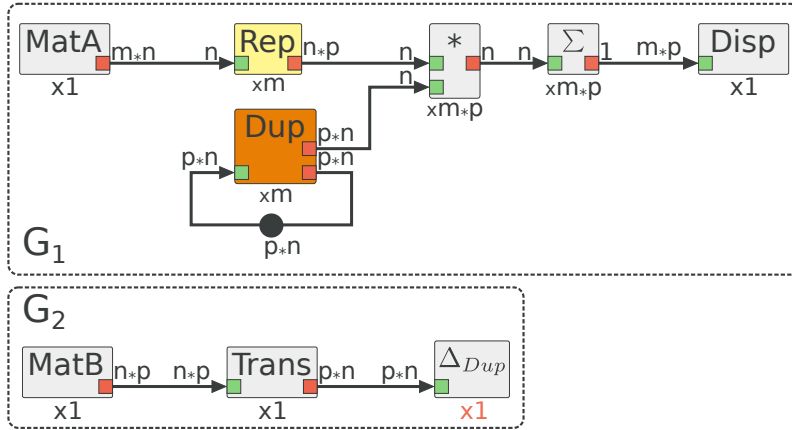 MatA m*n n Rep n*p n * n n Σ 1 m*p Disp
x1 xm n xm*p xm*p x1
Dup p*n
p*n p*n
xm
p*n
G1
G2
MatB n*p n*p Trans p*n p*n ΔDup
x1 x1 x1